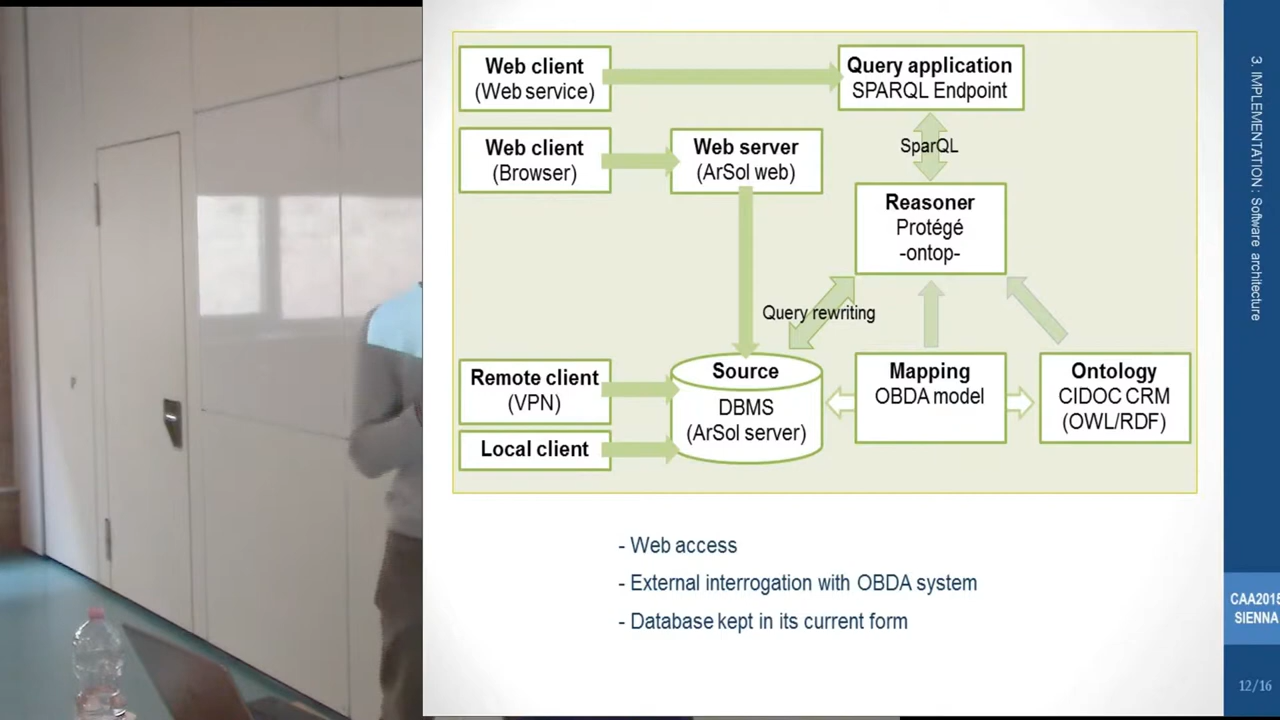 Web client
(Web service)
Query application
SPARQL Endpoint
Web client
(Browser)
Web server
(ArSol web)
SparQL
Reasoner
Protégé
-ontop-
Query rewriting
Remote client
(VPN)
Local client
Source
DBMS
(ArSol server)
Mapping
OBDA model
Ontology
CIDOC CRM
(OWL/RDF)
- Web access
- External interrogation with OBDA system
- Database kept in its current form
3. IMPLEMENTATION : Software architecture
CAA2015
SIENNA
12/16